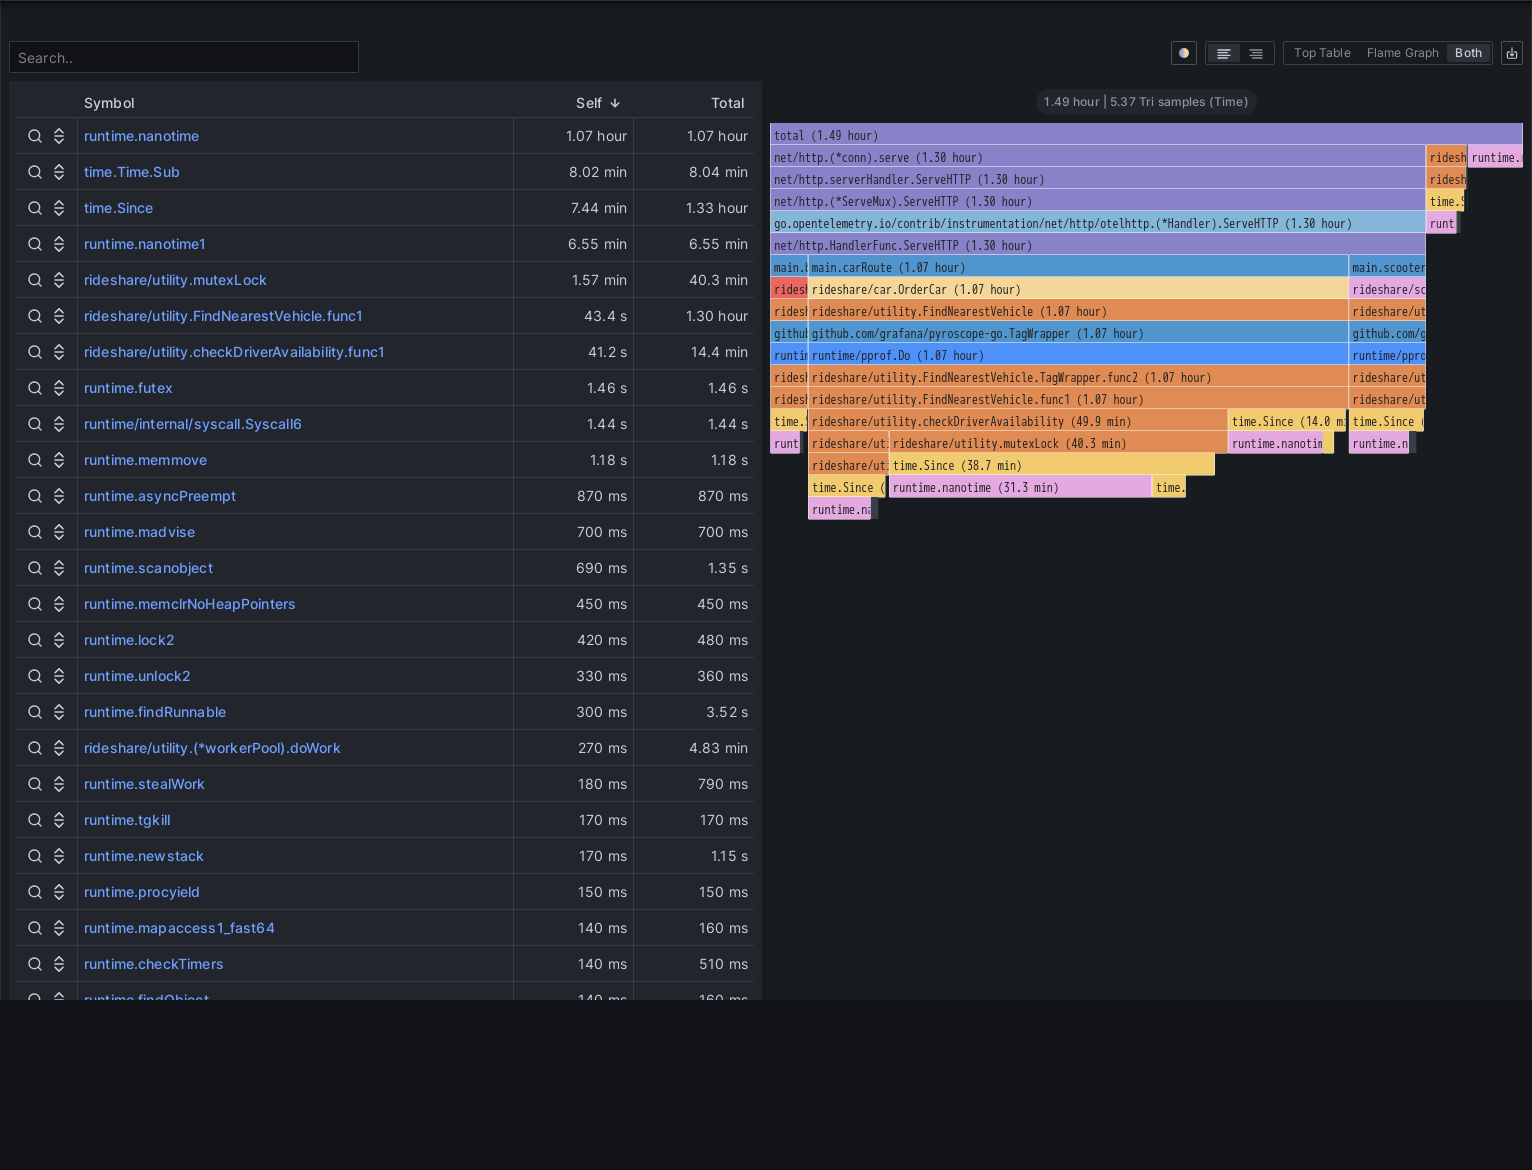 Search..
Top Table Flame Graph Both
Symbol Self Total
runtime.nanotime 1.07 hour 1.07 hour
time.Time.Sub 8.02 min 8.04 min
time.Since 7.44 min 1.33 hour
runtime.nanotime1 6.55 min 6.55 min
rideshare/utility.mutexLock 1.57 min 40.3 min
rideshare/utility.FindNearestVehicle.func1 43.4 s 1.30 hour
rideshare/utility.checkDriverAvailability.func1 41.2 s 14.4 min
runtime.futex 1.46 s 1.46 s
runtime/internal/syscall.Syscall6 1.44 s 1.44 s
runtime.memmove 1.18 s 1.18 s
runtime.asyncPreempt 870 ms 870 ms
runtime.madvise 700 ms 700 ms
runtime.scanobject 690 ms 1.35 s
runtime.memclrNoHeapPointers 450 ms 450 ms
runtime.lock2 420 ms 480 ms
runtime.unlock2 330 ms 360 ms
runtime.findRunnable 300 ms 3.52 s
rideshare/utility.(*workerPool).doWork 270 ms 4.83 min
runtime.stealWork 180 ms 790 ms
runtime.tgkill 170 ms 170 ms
runtime.newstack 170 ms 1.15 s
runtime.procyield 150 ms 150 ms
runtime.mapaccess1_fast64 140 ms 160 ms
runtime.checkTimers 140 ms 510 ms
runtime.findObject 140 ms 160 ms
1.49 hour | 5.37 Tri samples (Time)
total (1.49 hour)
net/http.(*conn).serve (1.30 hour) ridesh runtime.
net/http.serverHandler.ServeHTTP (1.30 hour) ridesh
net/http.(*ServeMux).ServeHTTP (1.30 hour) time.S
go.opentelemetry.io/contrib/instrumentation/net/http/otelhttp.(*Handler).ServeHTTP (1.30 hour) runt
net/http.HandlerFunc.ServeHTTP (1.30 hour)
main.b main.carRoute (1.07 hour) main.scooter
ridesh rideshare/car.OrderCar (1.07 hour) rideshare/sc
ridesh rideshare/utility.FindNearestVehicle (1.07 hour) rideshare/ut
github github.com/grafana/pyroscope-go.TagWrapper (1.07 hour) github.com/g
runtim runtime/pprof.Do (1.07 hour) runtime/ppro
ridesh rideshare/utility.FindNearestVehicle.TagWrapper.func2 (1.07 hour) rideshare/ut
ridesh rideshare/utility.FindNearestVehicle.func1 (1.07 hour) rideshare/ut
time.S rideshare/utility.checkDriverAvailability (49.9 min) time.Since (14.0 mi time.Since (
runt rideshare/ut rideshare/utility.mutexLock (40.3 min) runtime.nanotim runtime.n
rideshare/ut time.Since (38.7 min)
time.Since ( runtime.nanotime (31.3 min) time.
runtime.na